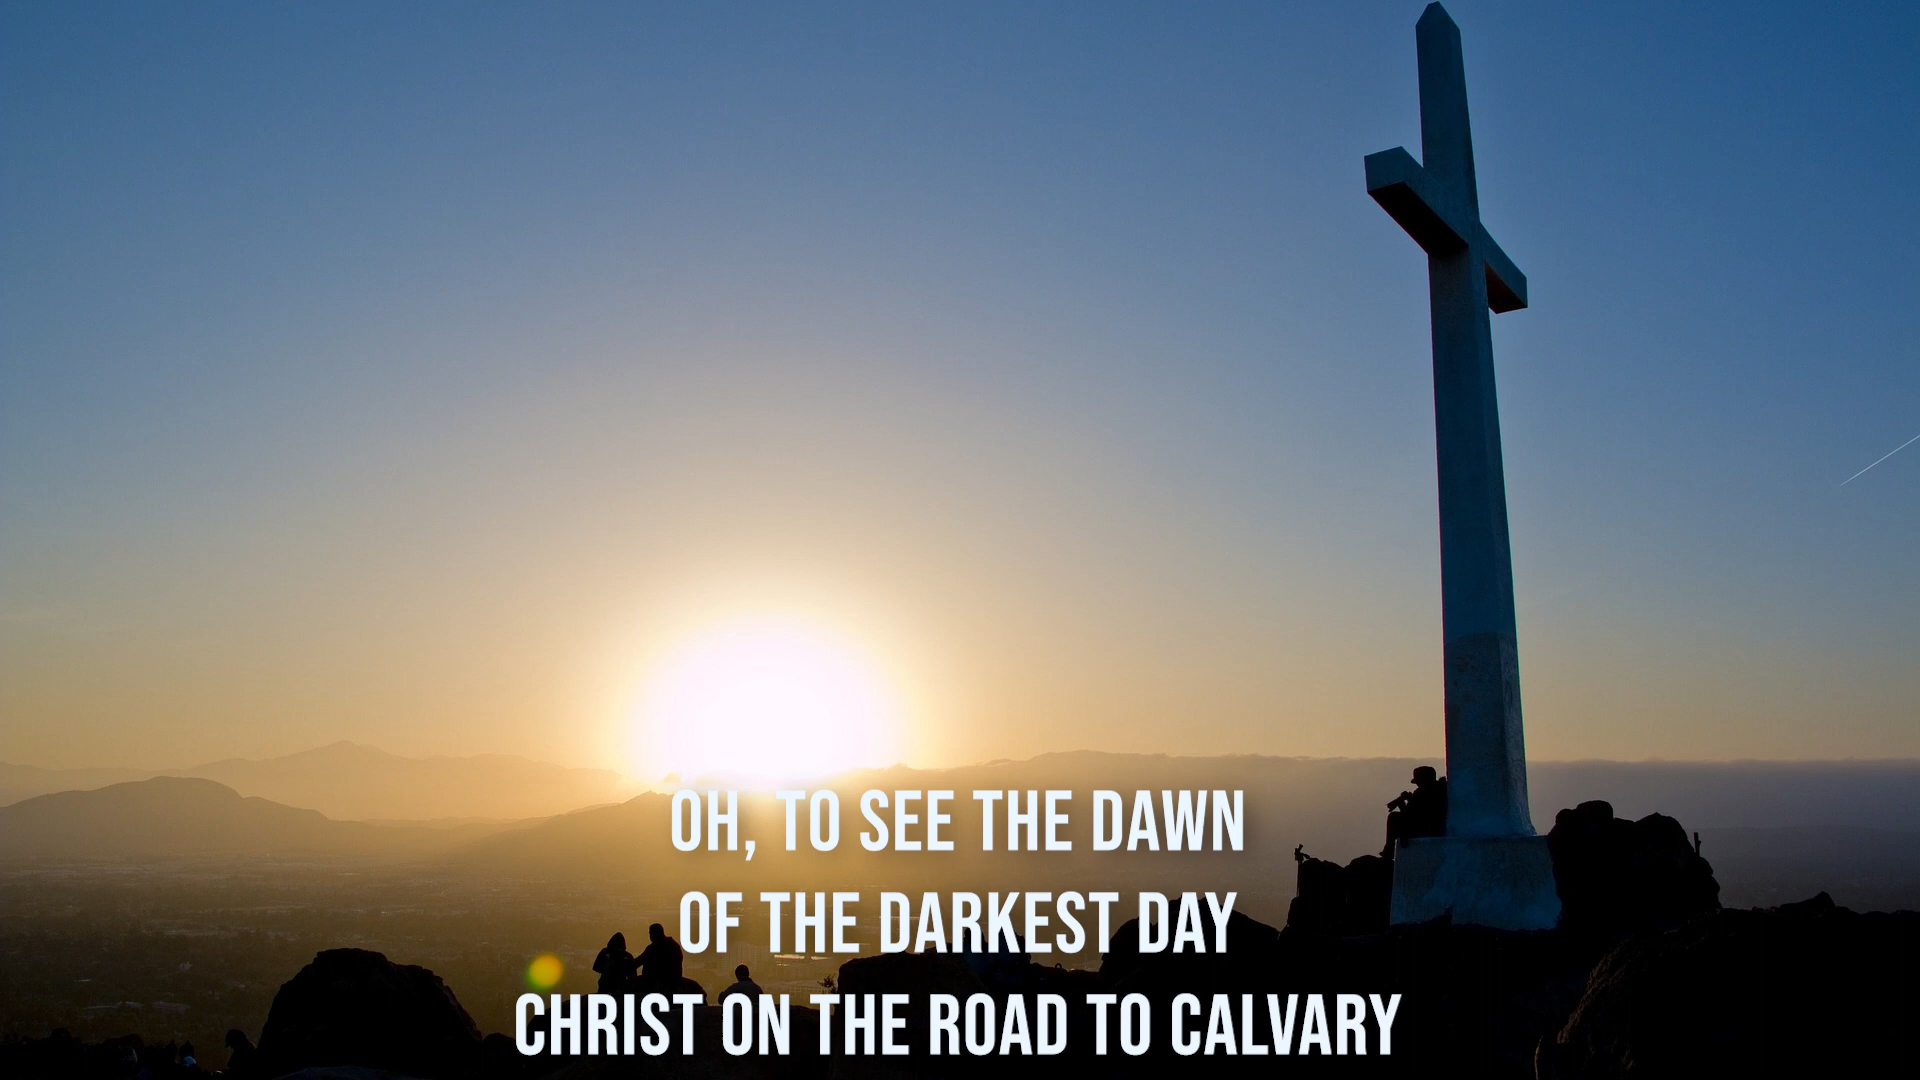 OH, TO SEE THE DAWN
OF THE DARKEST DAY
CHRIST ON THE ROAD TO CALVARY